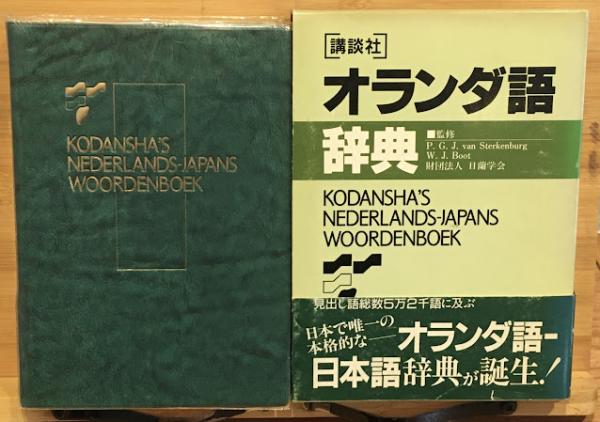 KODANSHA'S
NEDERLANDS-JAPANS
WOORDENBOEK
[講談社]
オランダ語
辞典
■監修
P. G. J. van Sterkenburg
W. J. Boot
財団法人 日蘭学会
KODANSHA'S
NEDERLANDS-JAPANS
WOORDENBOEK
見出し語総数5万2千語に及ぶ
日本で唯一の
本格的な——オランダ語-
日本語辞典が誕生!